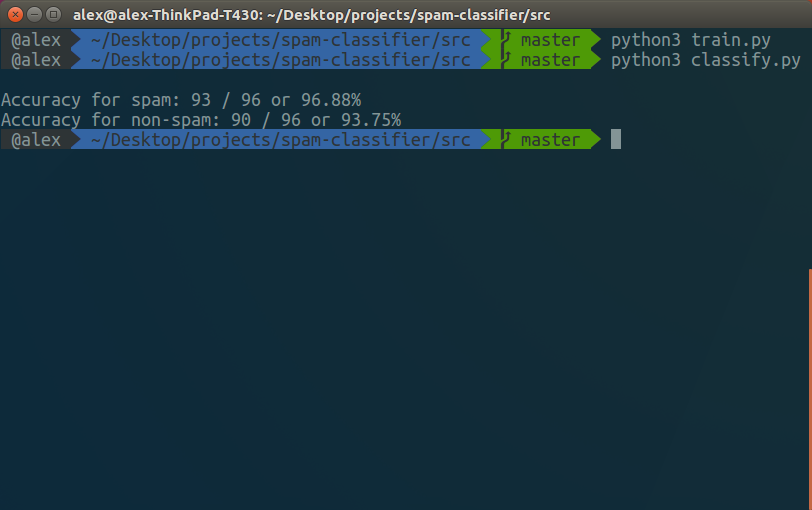 alex@alex-ThinkPad-T430: ~/Desktop/projects/spam-classifier/src
@alex ~/Desktop/projects/spam-classifier/src master python3 train.py
@alex ~/Desktop/projects/spam-classifier/src master python3 classify.py
Accuracy for spam: 93 / 96 or 96.88%
Accuracy for non-spam: 90 / 96 or 93.75%
@alex ~/Desktop/projects/spam-classifier/src master